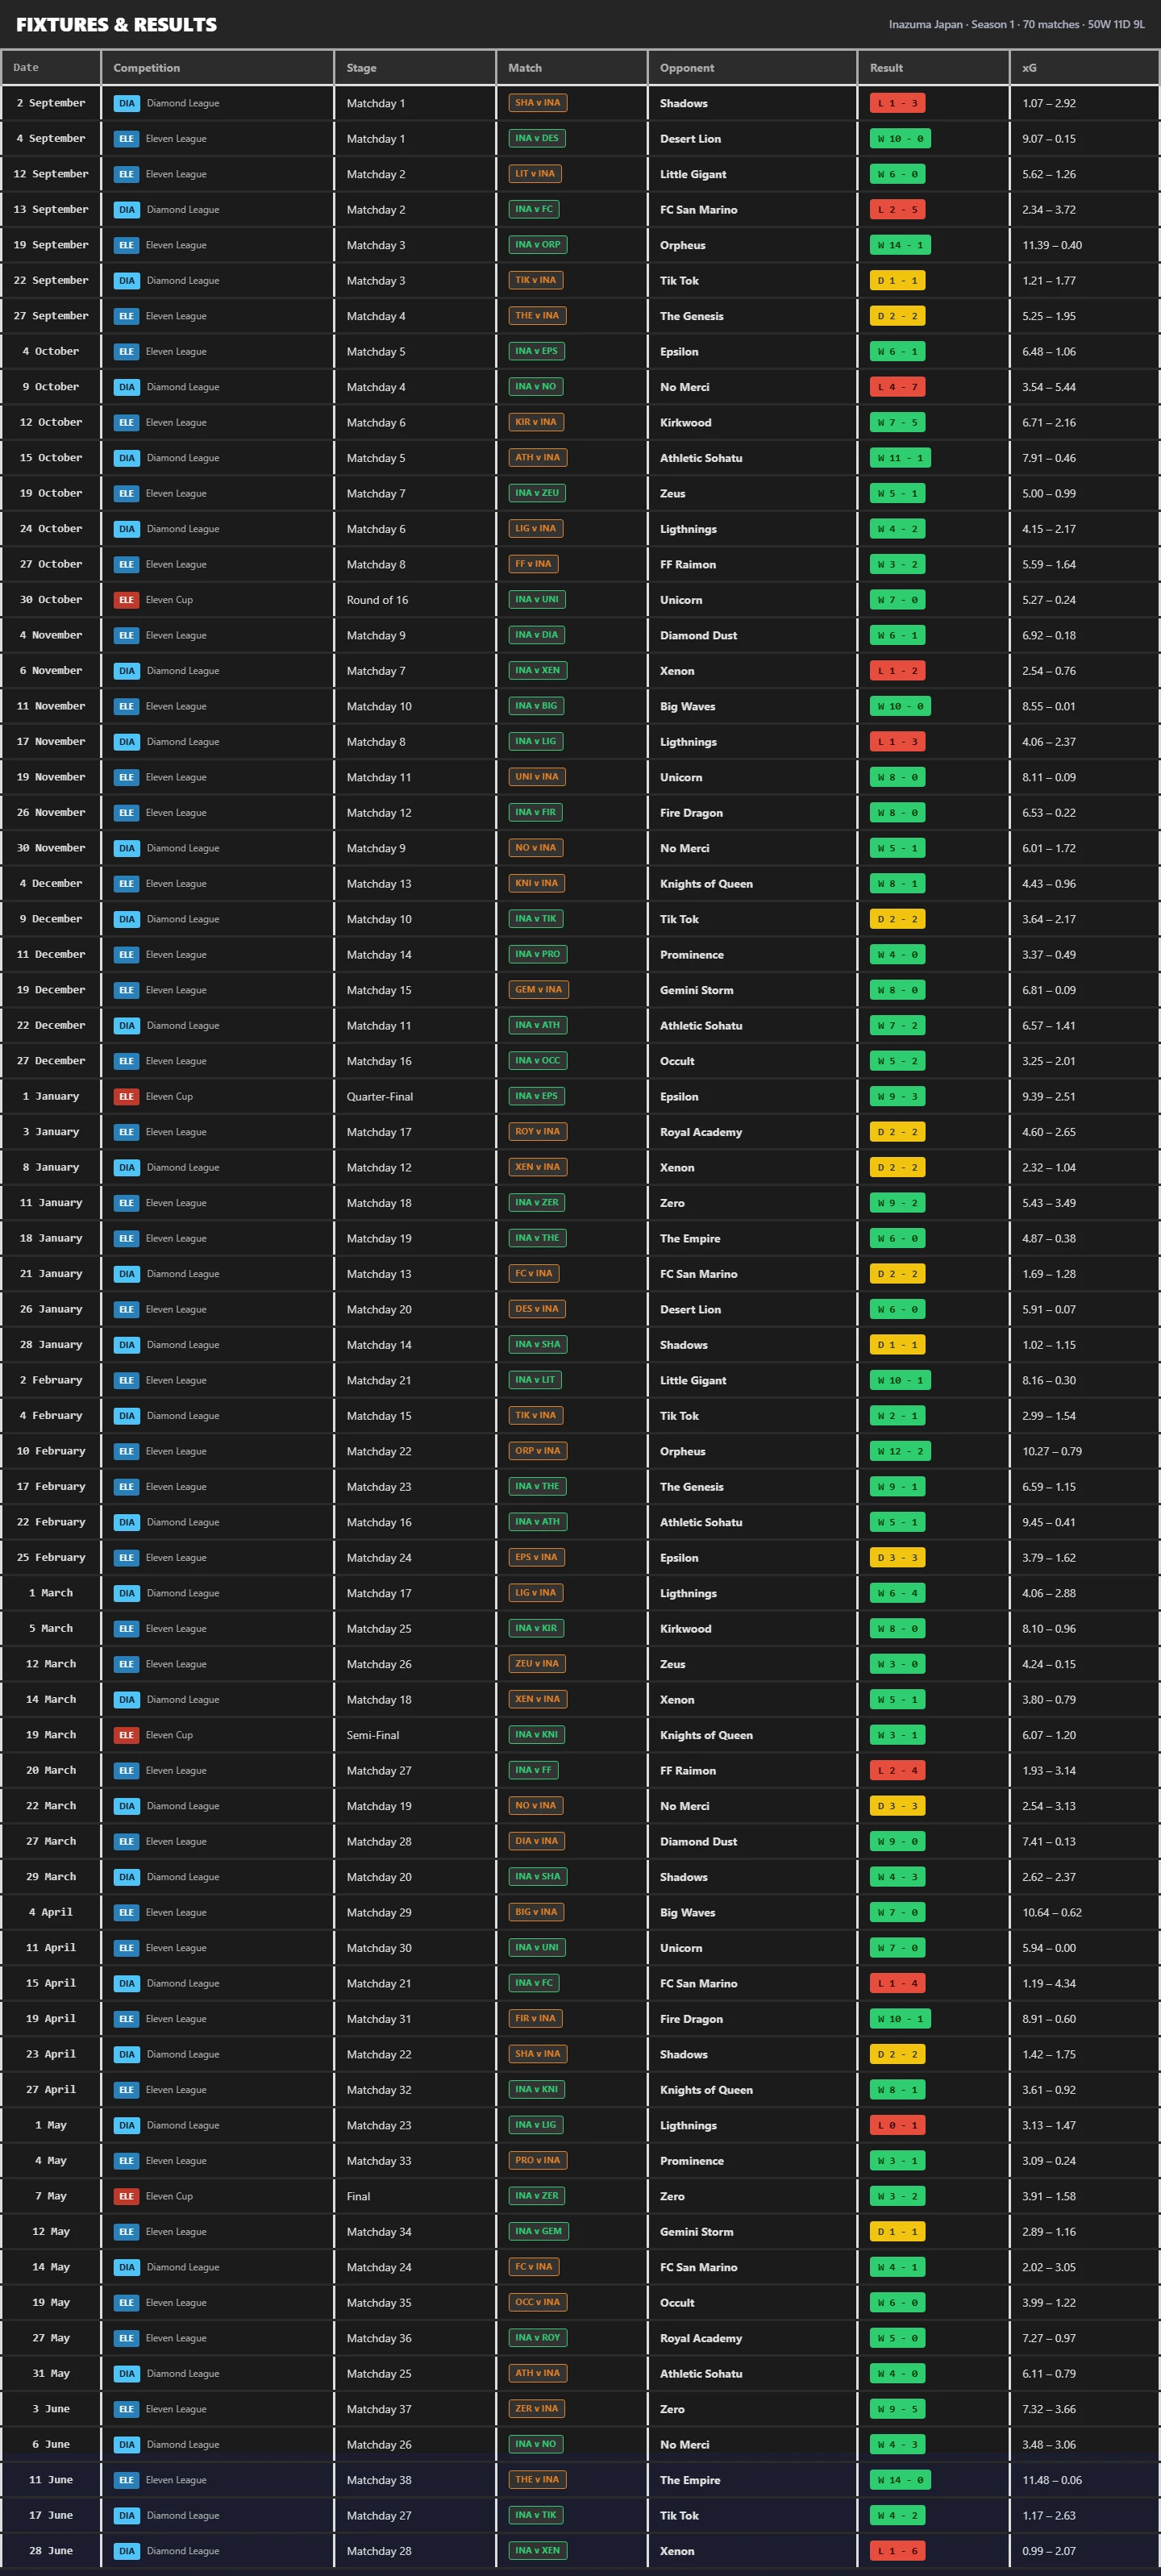 FIXTURES & RESULTS Inazuma Japan · Season 1 · 70 matches · 50W 11D 9L
Date Competition Stage Match Opponent Result xG
2 September DIA Diamond League Matchday 1 SHA v INA Shadows L 1 - 3 1.07 – 2.92
4 September ELE Eleven League Matchday 1 INA v DES Desert Lion W 10 - 0 9.07 – 0.15
12 September ELE Eleven League Matchday 2 LIT v INA Little Gigant W 6 - 0 5.62 – 1.26
13 September DIA Diamond League Matchday 2 INA v FC FC San Marino L 2 - 5 2.34 – 3.72
19 September ELE Eleven League Matchday 3 INA v ORP Orpheus W 14 - 1 11.39 – 0.40
22 September DIA Diamond League Matchday 3 TIK v INA Tik Tok D 1 - 1 1.21 – 1.77
27 September ELE Eleven League Matchday 4 THE v INA The Genesis D 2 - 2 5.25 – 1.95
4 October ELE Eleven League Matchday 5 INA v EPS Epsilon W 6 - 1 6.48 – 1.06
9 October DIA Diamond League Matchday 4 INA v NO No Merci L 4 - 7 3.54 – 5.44
12 October ELE Eleven League Matchday 6 KIR v INA Kirkwood W 7 - 5 6.71 – 2.16
15 October DIA Diamond League Matchday 5 ATH v INA Athletic Sohatu W 11 - 1 7.91 – 0.46
19 October ELE Eleven League Matchday 7 INA v ZEU Zeus W 5 - 1 5.00 – 0.99
24 October DIA Diamond League Matchday 6 LIG v INA Ligthnings W 4 - 2 4.15 – 2.17
27 October ELE Eleven League Matchday 8 FF v INA FF Raimon W 3 - 2 5.59 – 1.64
30 October ELE Eleven Cup Round of 16 INA v UNI Unicorn W 7 - 0 5.27 – 0.24
4 November ELE Eleven League Matchday 9 INA v DIA Diamond Dust W 6 - 1 6.92 – 0.18
6 November DIA Diamond League Matchday 7 INA v XEN Xenon L 1 - 2 2.54 – 0.76
11 November ELE Eleven League Matchday 10 INA v BIG Big Waves W 10 - 0 8.55 – 0.01
17 November DIA Diamond League Matchday 8 INA v LIG Ligthnings L 1 - 3 4.06 – 2.37
19 November ELE Eleven League Matchday 11 UNI v INA Unicorn W 8 - 0 8.11 – 0.09
26 November ELE Eleven League Matchday 12 INA v FIR Fire Dragon W 8 - 0 6.53 – 0.22
30 November DIA Diamond League Matchday 9 NO v INA No Merci W 5 - 1 6.01 – 1.72
4 December ELE Eleven League Matchday 13 KNI v INA Knights of Queen W 8 - 1 4.43 – 0.96
9 December DIA Diamond League Matchday 10 INA v TIK Tik Tok D 2 - 2 3.64 – 2.17
11 December ELE Eleven League Matchday 14 INA v PRO Prominence W 4 - 0 3.37 – 0.49
19 December ELE Eleven League Matchday 15 GEM v INA Gemini Storm W 8 - 0 6.81 – 0.09
22 December DIA Diamond League Matchday 11 INA v ATH Athletic Sohatu W 7 - 2 6.57 – 1.41
27 December ELE Eleven League Matchday 16 INA v OCC Occult W 5 - 2 3.25 – 2.01
1 January ELE Eleven Cup Quarter-Final INA v EPS Epsilon W 9 - 3 9.39 – 2.51
3 January ELE Eleven League Matchday 17 ROY v INA Royal Academy D 2 - 2 4.60 – 2.65
8 January DIA Diamond League Matchday 12 XEN v INA Xenon D 2 - 2 2.32 – 1.04
11 January ELE Eleven League Matchday 18 INA v ZER Zero W 9 - 2 5.43 – 3.49
18 January ELE Eleven League Matchday 19 INA v THE The Empire W 6 - 0 4.87 – 0.38
21 January DIA Diamond League Matchday 13 FC v INA FC San Marino D 2 - 2 1.69 – 1.28
26 January ELE Eleven League Matchday 20 DES v INA Desert Lion W 6 - 0 5.91 – 0.07
28 January DIA Diamond League Matchday 14 INA v SHA Shadows D 1 - 1 1.02 – 1.15
2 February ELE Eleven League Matchday 21 INA v LIT Little Gigant W 10 - 1 8.16 – 0.30
4 February DIA Diamond League Matchday 15 TIK v INA Tik Tok W 2 - 1 2.99 – 1.54
10 February ELE Eleven League Matchday 22 ORP v INA Orpheus W 12 - 2 10.27 – 0.79
17 February ELE Eleven League Matchday 23 INA v THE The Genesis W 9 - 1 6.59 – 1.15
22 February DIA Diamond League Matchday 16 INA v ATH Athletic Sohatu W 5 - 1 9.45 – 0.41
25 February ELE Eleven League Matchday 24 EPS v INA Epsilon D 3 - 3 3.79 – 1.62
1 March DIA Diamond League Matchday 17 LIG v INA Ligthnings W 6 - 4 4.06 – 2.88
5 March ELE Eleven League Matchday 25 INA v KIR Kirkwood W 8 - 0 8.10 – 0.96
12 March ELE Eleven League Matchday 26 ZEU v INA Zeus W 3 - 0 4.24 – 0.15
14 March DIA Diamond League Matchday 18 XEN v INA Xenon W 5 - 1 3.80 – 0.79
19 March ELE Eleven Cup Semi-Final INA v KNI Knights of Queen W 3 - 1 6.07 – 1.20
20 March ELE Eleven League Matchday 27 INA v FF FF Raimon L 2 - 4 1.93 – 3.14
22 March DIA Diamond League Matchday 19 NO v INA No Merci D 3 - 3 2.54 – 3.13
27 March ELE Eleven League Matchday 28 DIA v INA Diamond Dust W 9 - 0 7.41 – 0.13
29 March DIA Diamond League Matchday 20 INA v SHA Shadows W 4 - 3 2.62 – 2.37
4 April ELE Eleven League Matchday 29 BIG v INA Big Waves W 7 - 0 10.64 – 0.62
11 April ELE Eleven League Matchday 30 INA v UNI Unicorn W 7 - 0 5.94 – 0.00
15 April DIA Diamond League Matchday 21 INA v FC FC San Marino L 1 - 4 1.19 – 4.34
19 April ELE Eleven League Matchday 31 FIR v INA Fire Dragon W 10 - 1 8.91 – 0.60
23 April DIA Diamond League Matchday 22 SHA v INA Shadows D 2 - 2 1.42 – 1.75
27 April ELE Eleven League Matchday 32 INA v KNI Knights of Queen W 8 - 1 3.61 – 0.92
1 May DIA Diamond League Matchday 23 INA v LIG Ligthnings L 0 - 1 3.13 – 1.47
4 May ELE Eleven League Matchday 33 PRO v INA Prominence W 3 - 1 3.09 – 0.24
7 May ELE Eleven Cup Final INA v ZER Zero W 3 - 2 3.91 – 1.58
12 May ELE Eleven League Matchday 34 INA v GEM Gemini Storm D 1 - 1 2.89 – 1.16
14 May DIA Diamond League Matchday 24 FC v INA FC San Marino W 4 - 1 2.02 – 3.05
19 May ELE Eleven League Matchday 35 OCC v INA Occult W 6 - 0 3.99 – 1.22
27 May ELE Eleven League Matchday 36 INA v ROY Royal Academy W 5 - 0 7.27 – 0.97
31 May DIA Diamond League Matchday 25 ATH v INA Athletic Sohatu W 4 - 0 6.11 – 0.79
3 June ELE Eleven League Matchday 37 ZER v INA Zero W 9 - 5 7.32 – 3.66
6 June DIA Diamond League Matchday 26 INA v NO No Merci W 4 - 3 3.48 – 3.06
11 June ELE Eleven League Matchday 38 THE v INA The Empire W 14 - 0 11.48 – 0.06
17 June DIA Diamond League Matchday 27 INA v TIK Tik Tok W 4 - 2 1.17 – 2.63
28 June DIA Diamond League Matchday 28 INA v XEN Xenon L 1 - 6 0.99 – 2.07